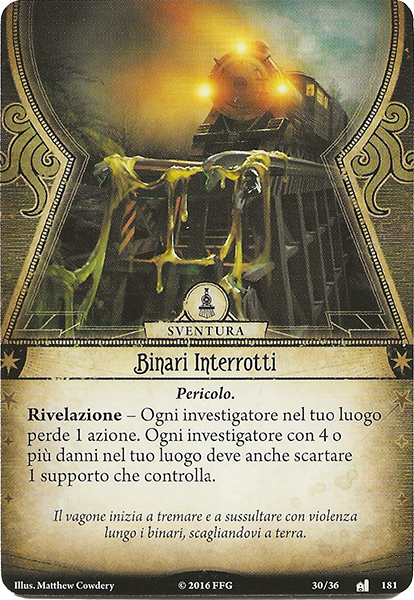 SVENTURA
Binari Interrotti
Pericolo.
Rivelazione – Ogni investigatore nel tuo luogo
perde 1 azione. Ogni investigatore con 4 o
più danni nel tuo luogo deve anche scartare
1 supporto che controlla.
Il vagone inizia a tremare e a sussultare con violenza
lungo i binari, scagliandovi a terra.
Illus. Matthew Cowdery © 2016 FFG 30/36 181